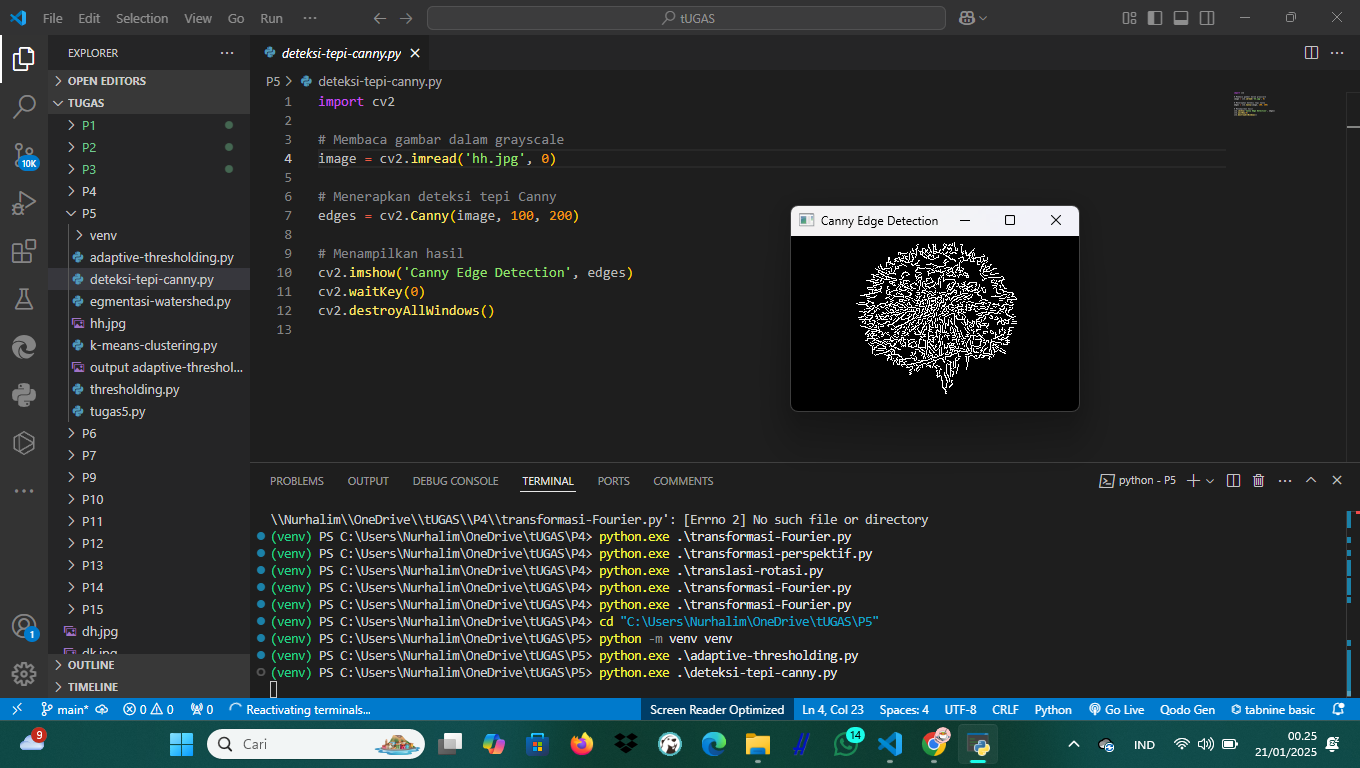 File Edit Selection View Go Run ··· tUGAS
EXPLORER
OPEN EDITORS
TUGAS
P1
P2
P3
P4
P5
venv
adaptive-thresholding.py
deteksi-tepi-canny.py
egmentasi-watershed.py
hh.jpg
k-means-clustering.py
output adaptive-threshol...
thresholding.py
tugas5.py
P6
P7
P9
P10
P11
P12
P13
P14
P15
dh.jpg
dk.jpg
OUTLINE
TIMELINE
10K
1
deteksi-tepi-canny.py
P5 > deteksi-tepi-canny.py
1 import cv2
2
3 # Membaca gambar dalam grayscale
4 image = cv2.imread('hh.jpg', 0)
5
6 # Menerapkan deteksi tepi Canny
7 edges = cv2.Canny(image, 100, 200)
8
9 # Menampilkan hasil
10 cv2.imshow('Canny Edge Detection', edges)
11 cv2.waitKey(0)
12 cv2.destroyAllWindows()
13
Canny Edge Detection
PROBLEMS OUTPUT DEBUG CONSOLE TERMINAL PORTS COMMENTS
python - P5
\\Nurhalim\\OneDrive\\tUGAS\\P4\\transformasi-Fourier.py': [Errno 2] No such file or directory
(venv) PS C:\Users\Nurhalim\OneDrive\tUGAS\P4> python.exe .\transformasi-Fourier.py
(venv) PS C:\Users\Nurhalim\OneDrive\tUGAS\P4> python.exe .\transformasi-perspektif.py
(venv) PS C:\Users\Nurhalim\OneDrive\tUGAS\P4> python.exe .\translasi-rotasi.py
(venv) PS C:\Users\Nurhalim\OneDrive\tUGAS\P4> python.exe .\transformasi-Fourier.py
(venv) PS C:\Users\Nurhalim\OneDrive\tUGAS\P4> python.exe .\transformasi-Fourier.py
(venv) PS C:\Users\Nurhalim\OneDrive\tUGAS\P4> cd "C:\Users\Nurhalim\OneDrive\tUGAS\P5"
(venv) PS C:\Users\Nurhalim\OneDrive\tUGAS\P5> python -m venv venv
(venv) PS C:\Users\Nurhalim\OneDrive\tUGAS\P5> python.exe .\adaptive-thresholding.py
(venv) PS C:\Users\Nurhalim\OneDrive\tUGAS\P5> python.exe .\deteksi-tepi-canny.py
main* 0 0 0 Reactivating terminals... Screen Reader Optimized Ln 4, Col 23 Spaces: 4 UTF-8 CRLF Python Go Live Qodo Gen tabnine basic
9 Cari 14 IND 00.25
21/01/2025